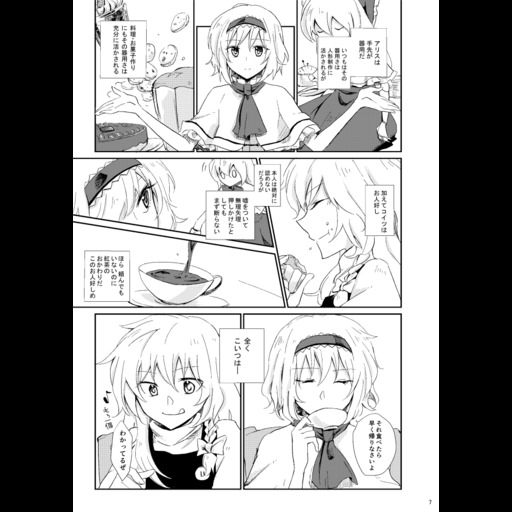 アリスは
手先が
器用だ
いつもはその
器用さは
人形制作に
活かされるが
料理・お菓子作り
にもその器用さは
充分に活かされる
加えてコイツは
お人好し
本人は絶対に
認めない
だろうが
嘘をついて
無理矢理
押しかけたと
しても
まず断らない
ほら 頼んでも
いないのに
紅茶の
おかわりだ
このお人好しめ
全く
こいつは―
それ食べたら
早く帰りなさいよ
わかってるぜ
7